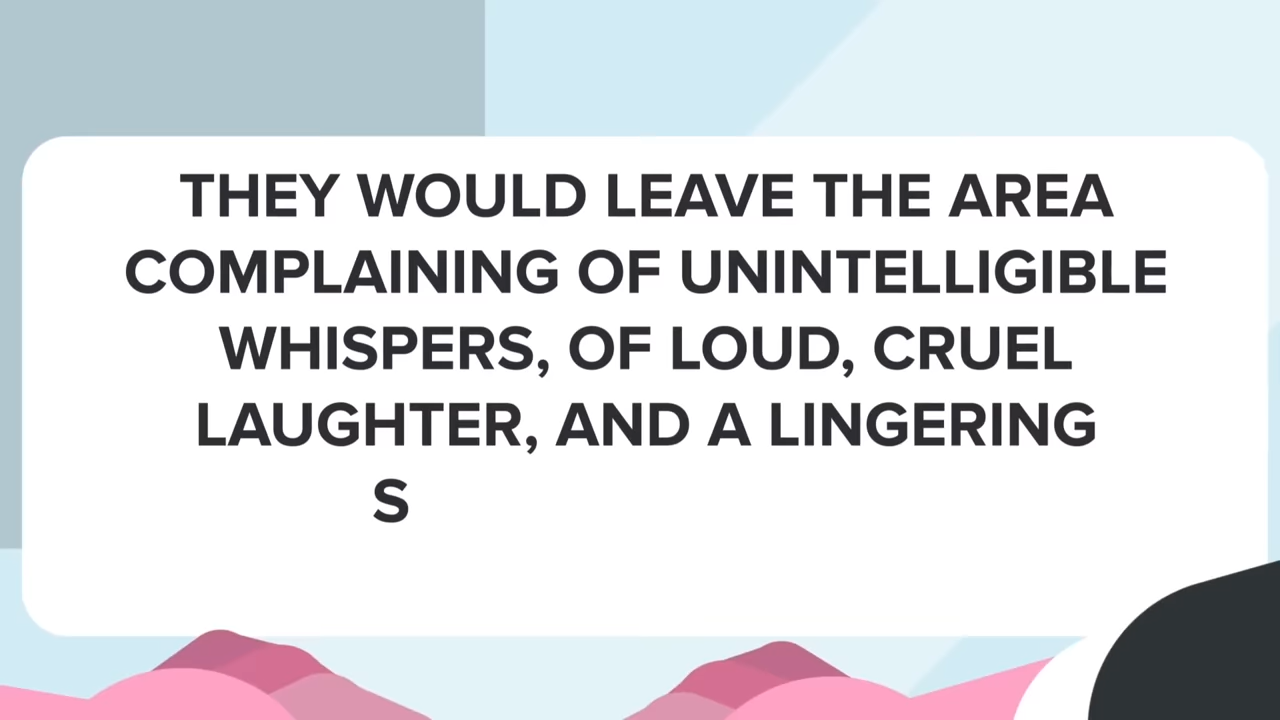 THEY WOULD LEAVE THE AREA
COMPLAINING OF UNINTELLIGIBLE
WHISPERS, OF LOUD, CRUEL
LAUGHTER, AND A LINGERING
S